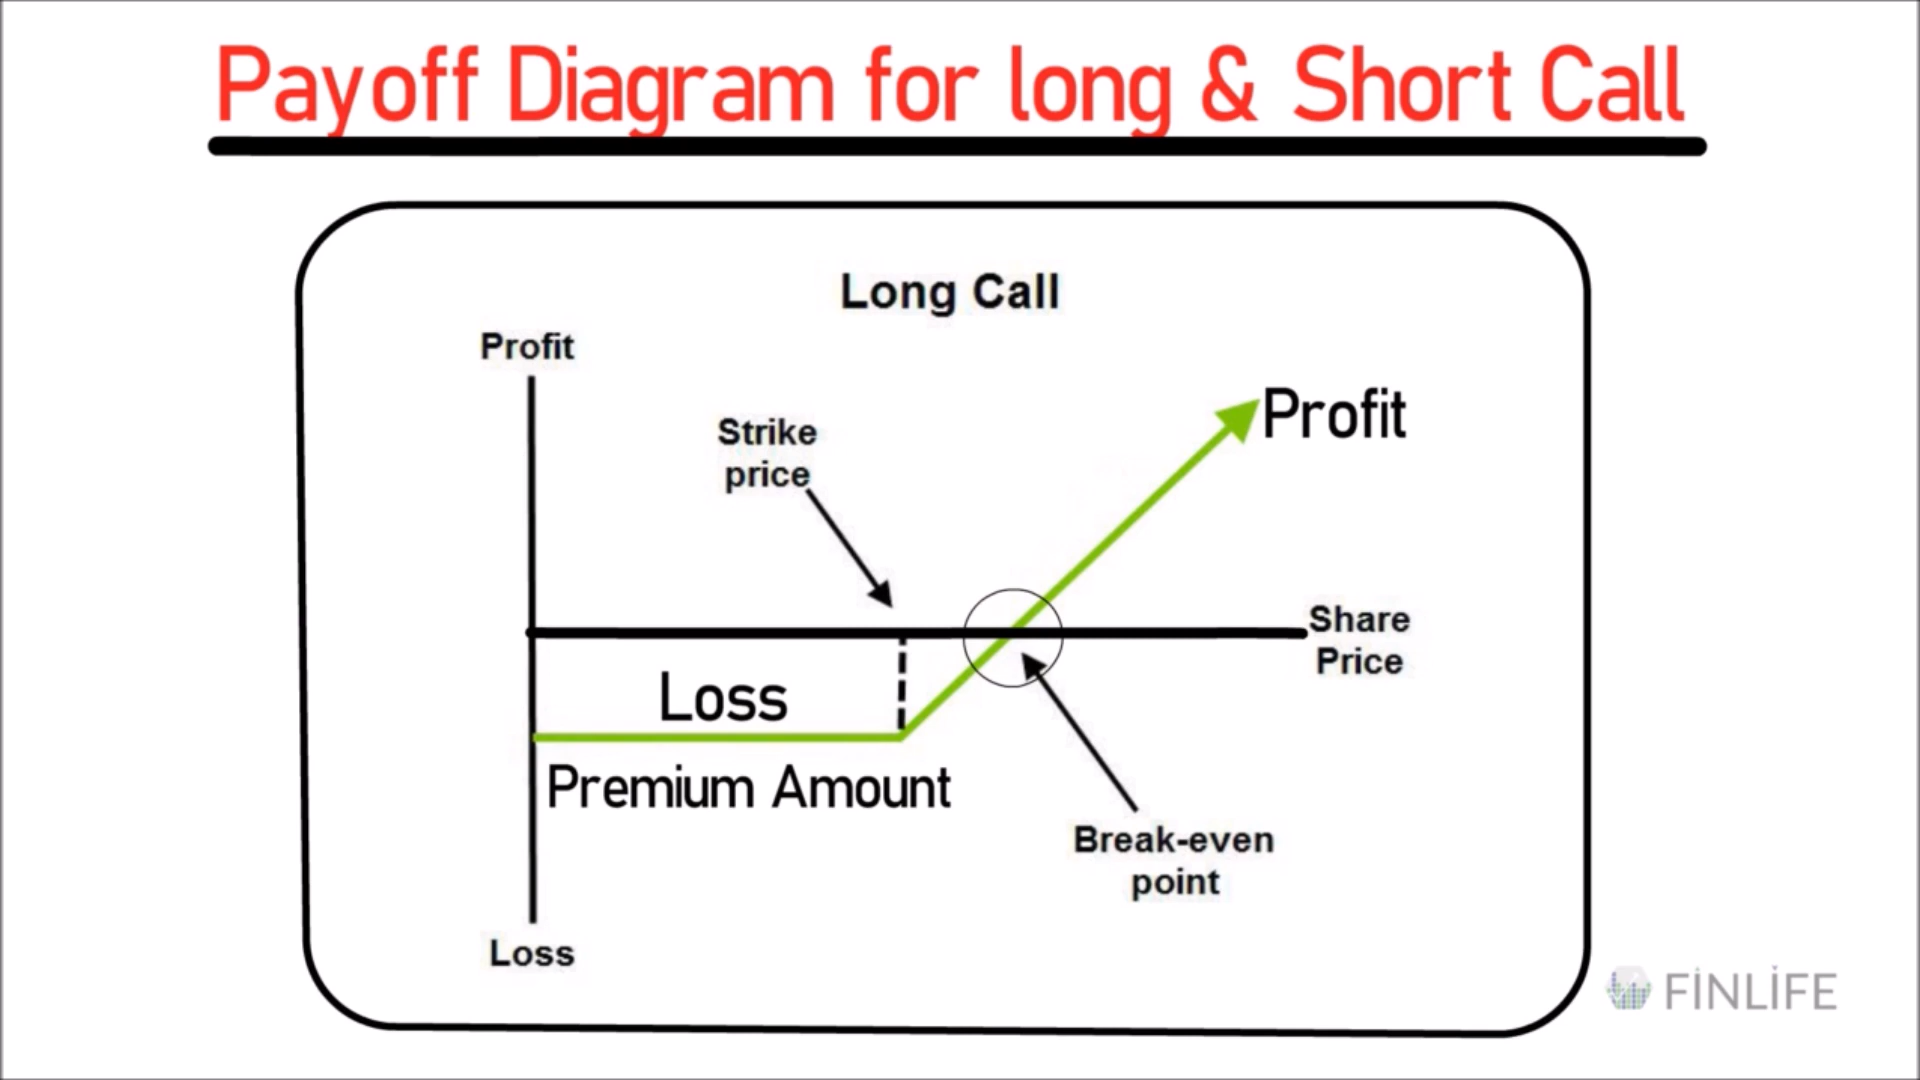 Payoff Diagram for long & Short Call
Long Call
Profit
Strike
price
Profit
Share
Price
Loss
Premium Amount
Break-even
point
Loss
FİNLİFE